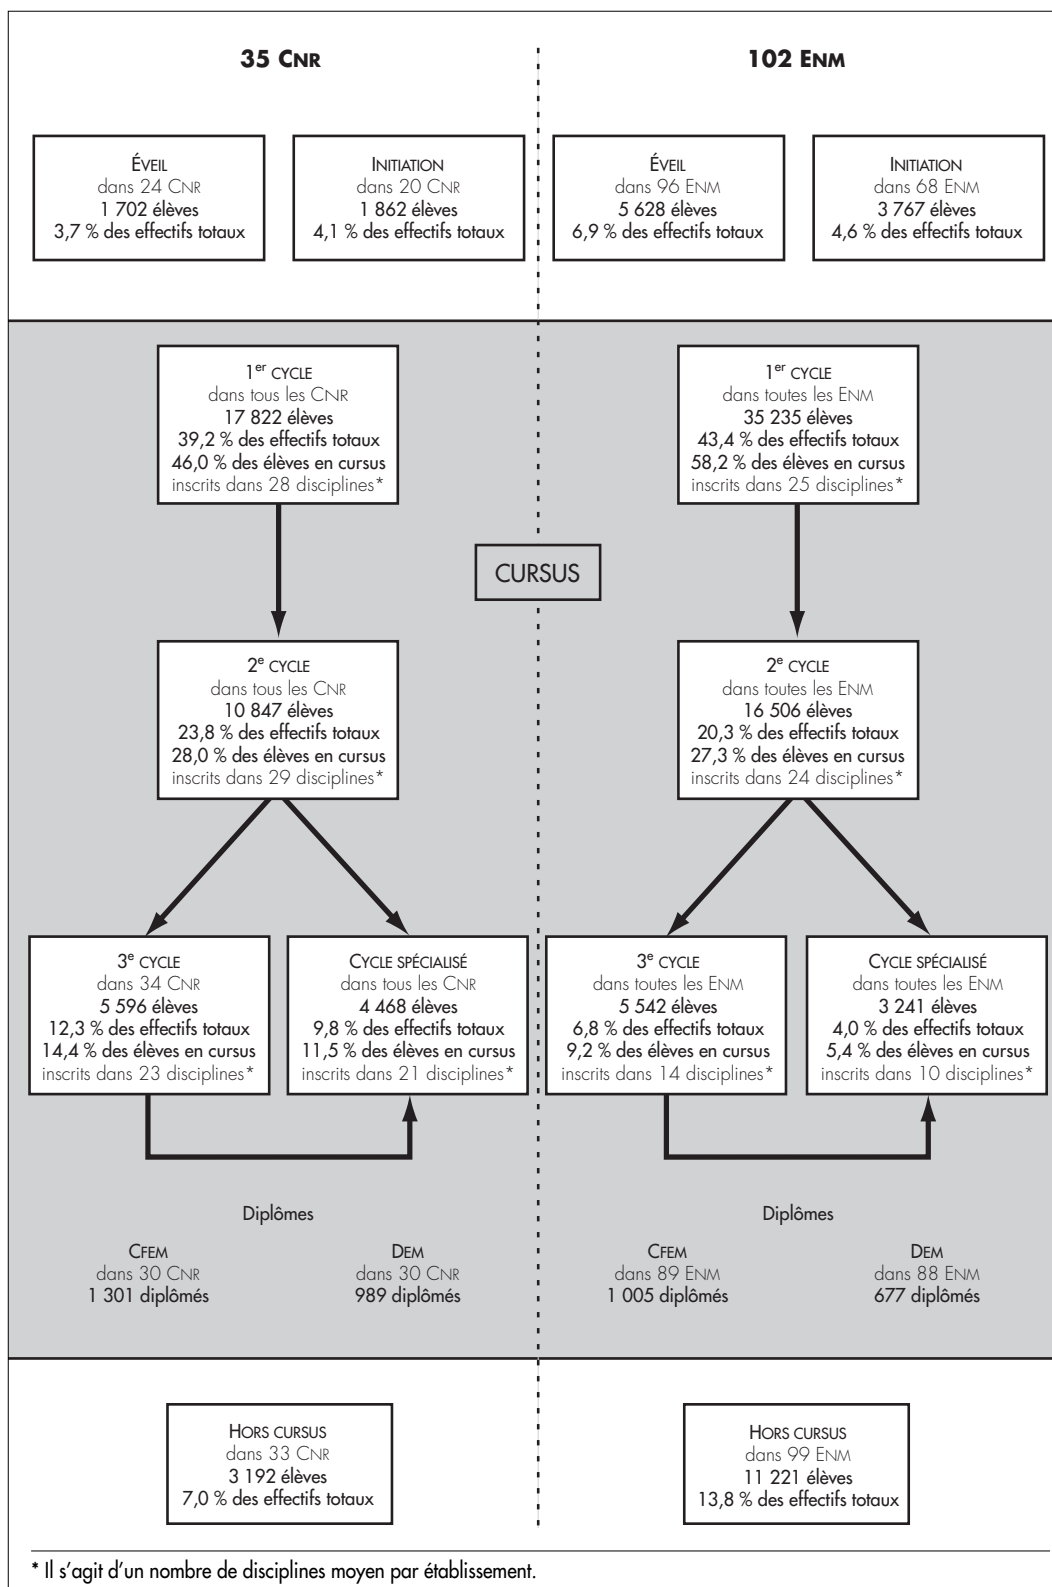 35 CNR
102 ENM
ÉVEIL
dans 24 CNR
1 702 élèves
3,7 % des effectifs totaux
INITIATION
dans 20 CNR
1 862 élèves
4,1 % des effectifs totaux
ÉVEIL
dans 96 ENM
5 628 élèves
6,9 % des effectifs totaux
INITIATION
dans 68 ENM
3 767 élèves
4,6 % des effectifs totaux
1er CYCLE
dans tous les CNR
17 822 élèves
39,2 % des effectifs totaux
46,0 % des élèves en cursus
inscrits dans 28 disciplines*
1er CYCLE
dans toutes les ENM
35 235 élèves
43,4 % des effectifs totaux
58,2 % des élèves en cursus
inscrits dans 25 disciplines*
CURSUS
2e CYCLE
dans tous les CNR
10 847 élèves
23,8 % des effectifs totaux
28,0 % des élèves en cursus
inscrits dans 29 disciplines*
2e CYCLE
dans toutes les ENM
16 506 élèves
20,3 % des effectifs totaux
27,3 % des élèves en cursus
inscrits dans 24 disciplines*
3e CYCLE
dans 34 CNR
5 596 élèves
12,3 % des effectifs totaux
14,4 % des élèves en cursus
inscrits dans 23 disciplines*
CYCLE SPÉCIALISÉ
dans tous les CNR
4 468 élèves
9,8 % des effectifs totaux
11,5 % des élèves en cursus
inscrits dans 21 disciplines*
3e CYCLE
dans toutes les ENM
5 542 élèves
6,8 % des effectifs totaux
9,2 % des élèves en cursus
inscrits dans 14 disciplines*
CYCLE SPÉCIALISÉ
dans toutes les ENM
3 241 élèves
4,0 % des effectifs totaux
5,4 % des élèves en cursus
inscrits dans 10 disciplines*
Diplômes
CFEM
dans 30 CNR
1 301 diplômés
DEM
dans 30 CNR
989 diplômés
Diplômes
CFEM
dans 89 ENM
1 005 diplômés
DEM
dans 88 ENM
677 diplômés
HORS CURSUS
dans 33 CNR
3 192 élèves
7,0 % des effectifs totaux
HORS CURSUS
dans 99 ENM
11 221 élèves
13,8 % des effectifs totaux
* Il s'agit d'un nombre de disciplines moyen par établissement.